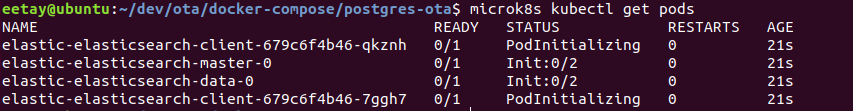 eetay@ubuntu:~/dev/ota/docker-compose/postgres-ota$ microk8s kubectl get pods
NAME READY STATUS RESTARTS AGE
elastic-elasticsearch-client-679c6f4b46-qkznh 0/1 PodInitializing 0 21s
elastic-elasticsearch-master-0 0/1 Init:0/2 0 21s
elastic-elasticsearch-data-0 0/1 Init:0/2 0 21s
elastic-elasticsearch-client-679c6f4b46-7ggh7 0/1 PodInitializing 0 21s